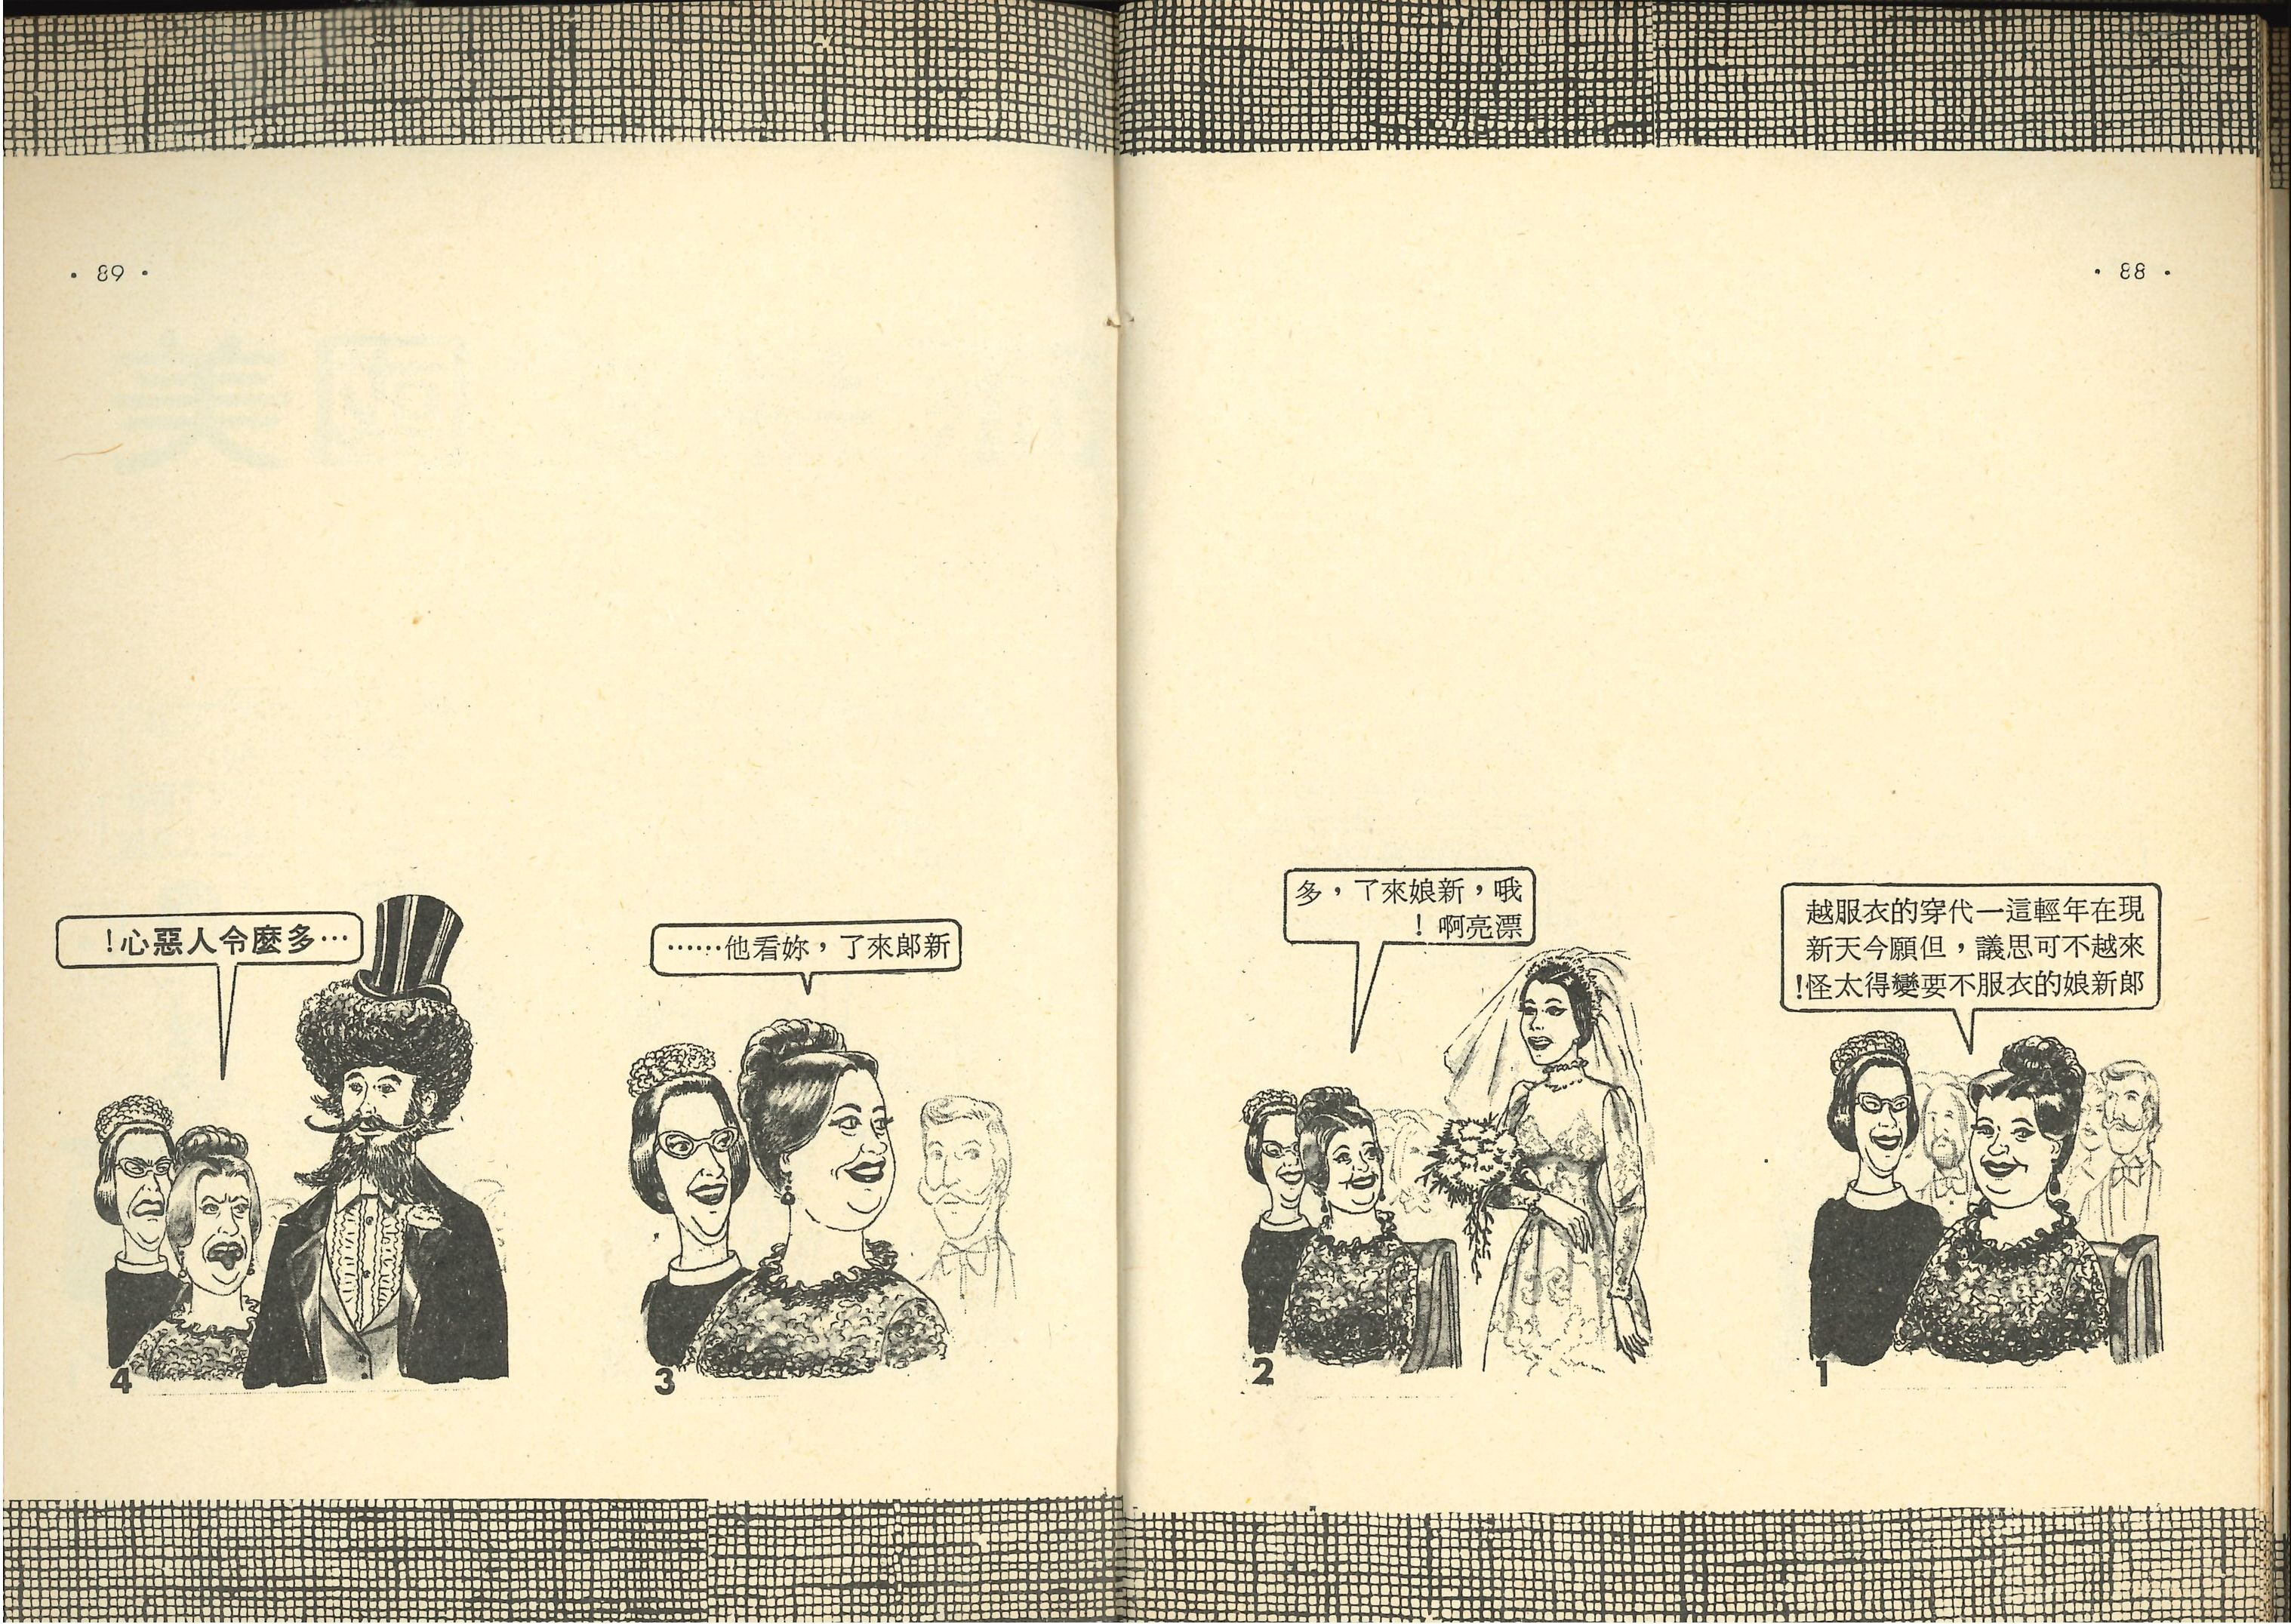 · 88 ·
現在年輕這一代穿的衣服越
來越不可思議，但願今天新
郎新娘的衣服不要變得太怪!
1
哦，新娘來了，多
漂亮啊！
2
· 89 ·
新郎來了，妳看他……
3
…多麼令人惡心!
4